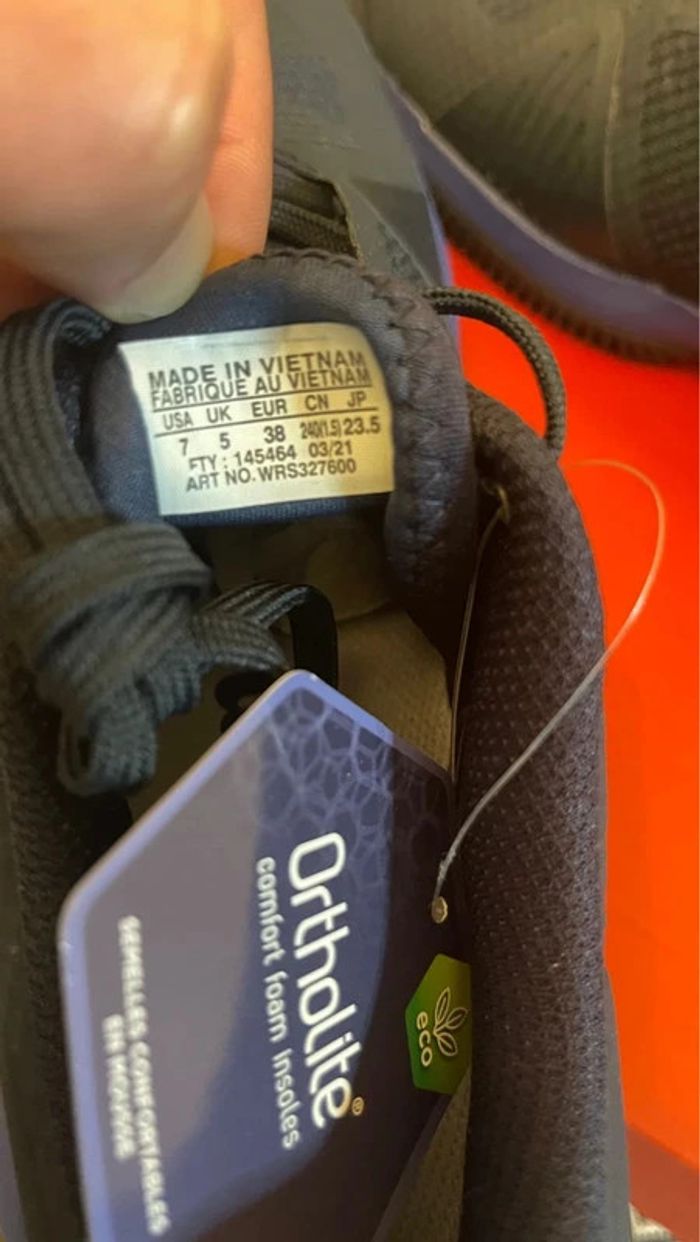 MADE IN VIETNAM
FABRIQUE AU VIETNAM
USA UK EUR CN JP
7 5 38 240(1.5) 23.5
FTY : 145464 03/21
ART NO. WRS327600
OrthoLite®
comfort foam insoles
SEMELLES CONFORTABLES
EN MOUSSE
eco